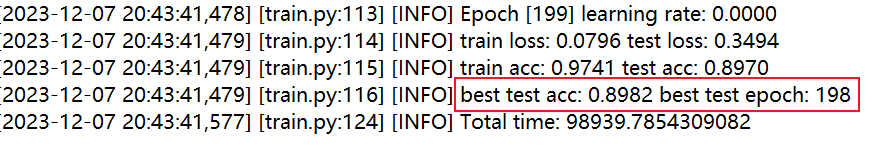 [2023-12-07 20:43:41,478] [train.py:113] [INFO] Epoch [199] learning rate: 0.0000
[2023-12-07 20:43:41,479] [train.py:114] [INFO] train loss: 0.0796 test loss: 0.3494
[2023-12-07 20:43:41,479] [train.py:115] [INFO] train acc: 0.9741 test acc: 0.8970
[2023-12-07 20:43:41,479] [train.py:116] [INFO] best test acc: 0.8982 best test epoch: 198
[2023-12-07 20:43:41,577] [train.py:124] [INFO] Total time: 98939.7854309082